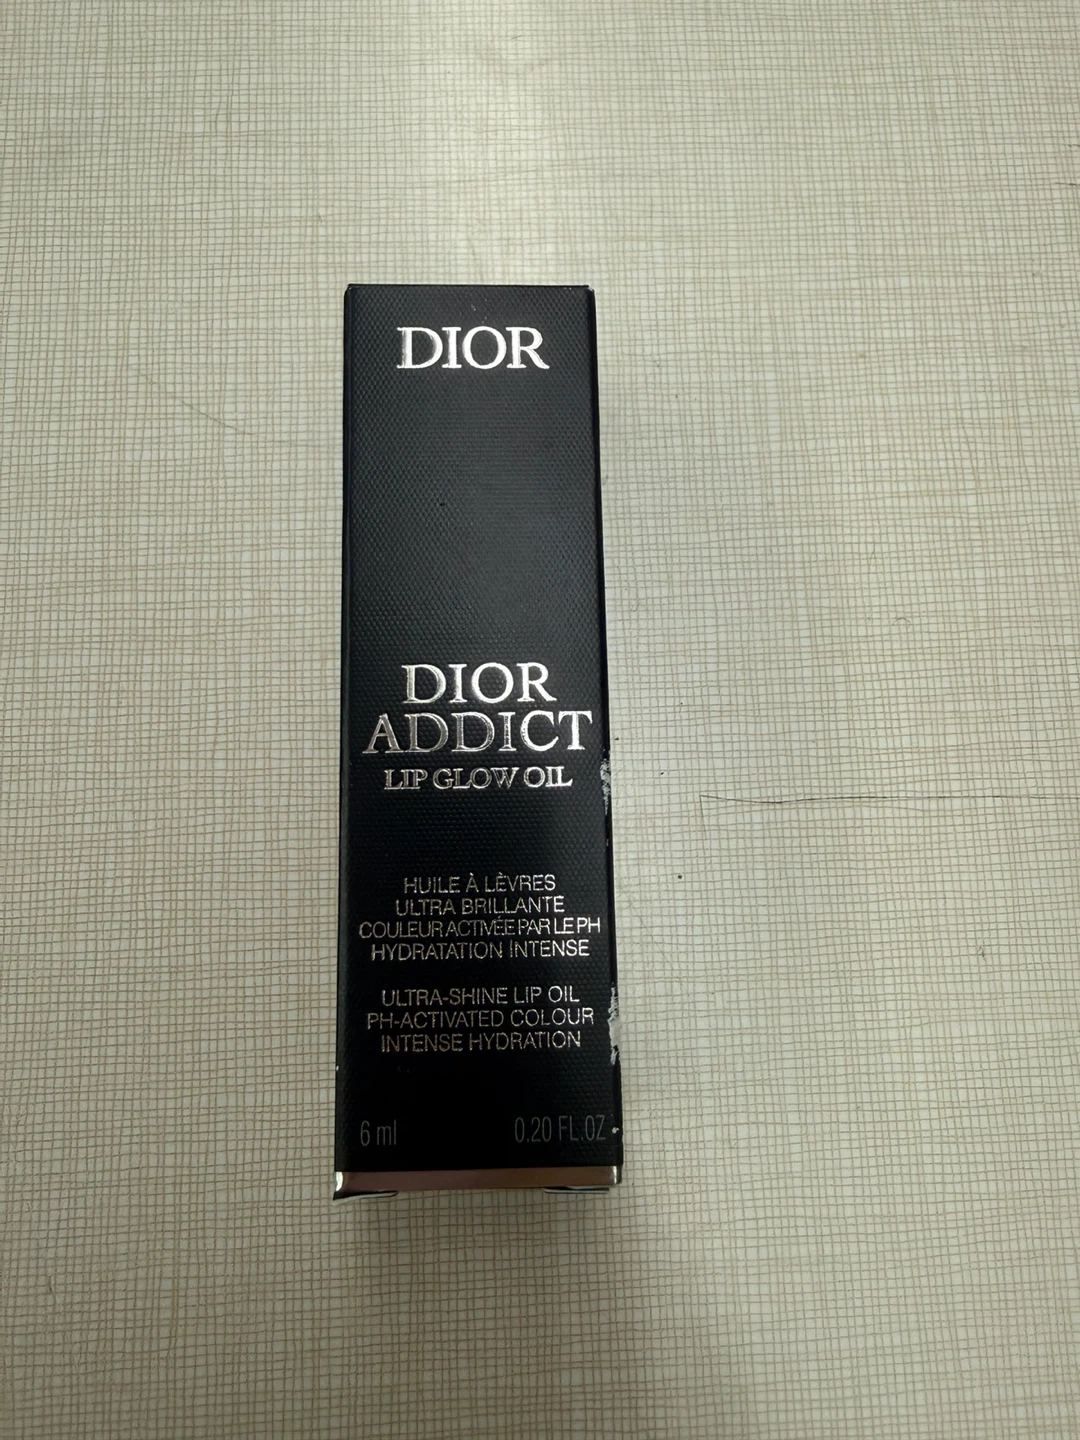 DIOR
DIOR
ADDICT
LIP GLOW OIL
HUILE À LÈVRES
ULTRA BRILLANTE
COULEUR ACTIVÉE PAR LE PH
HYDRATATION INTENSE
ULTRA-SHINE LIP OIL
PH-ACTIVATED COLOUR
INTENSE HYDRATION
6 ml 0.20 FL.OZ